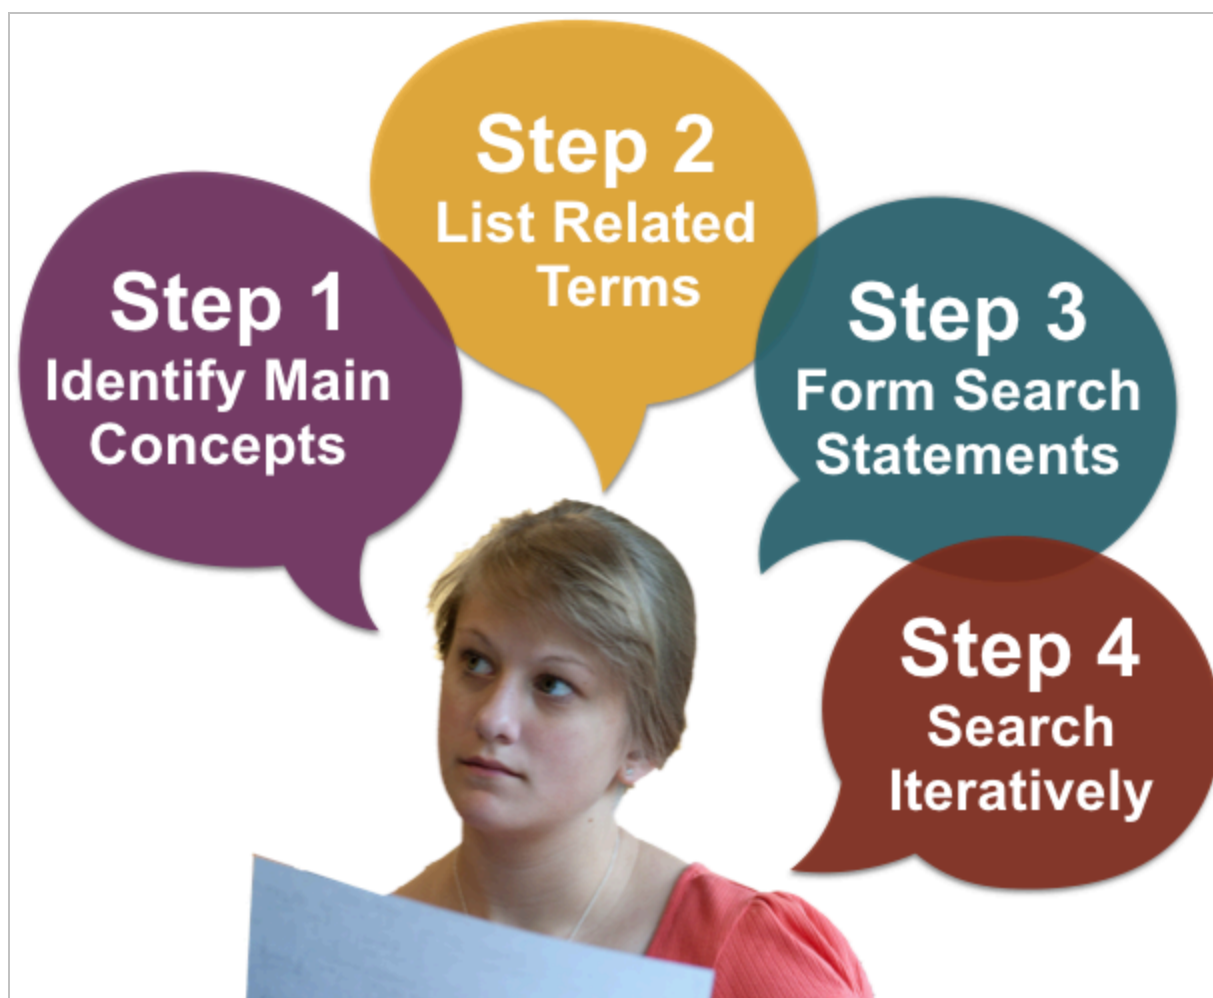 Step 1
Identify Main
Concepts
Step 2
List Related
Terms
Step 3
Form Search
Statements
Step 4
Search
Iteratively